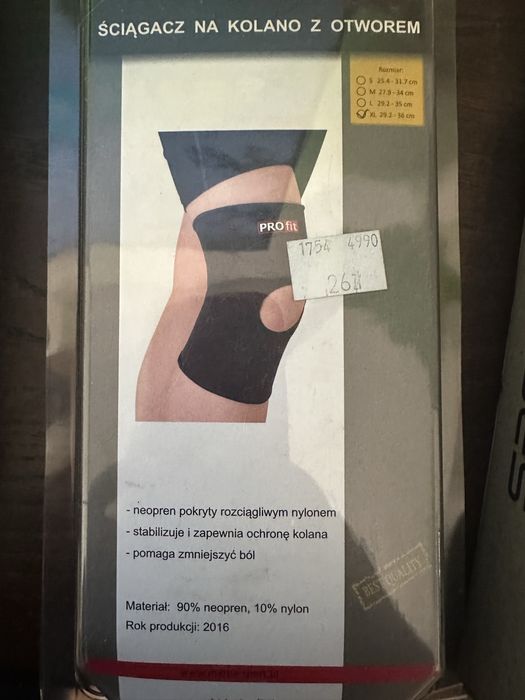 ŚCIĄGACZ NA KOLANO Z OTWOREM
Rozmiar:
S 25.4 - 31.7 cm
M 27.9 - 34 cm
L 29.2 - 35 cm
XL 29.2 - 36 cm
PROfit
1754 4990
26zł
- neopren pokryty rozciągliwym nylonem
- stabilizuje i zapewnia ochronę kolana
- pomaga zmniejszyć ból
BEST QUALITY
Materiał: 90% neopren, 10% nylon
Rok produkcji: 2016